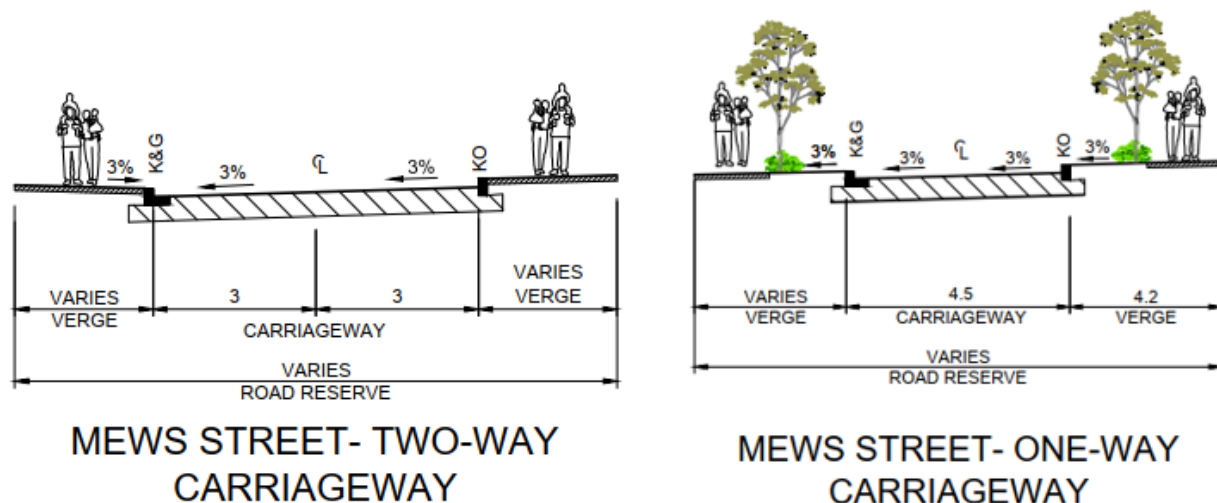 3%
K&G
3%
℄
3%
KO
VARIES
VERGE
3
3
CARRIAGEWAY
VARIES
VERGE
VARIES
ROAD RESERVE
MEWS STREET- TWO-WAY
CARRIAGEWAY
3%
K&G
3%
℄
3%
KO
3%
VARIES
VERGE
4.5
CARRIAGEWAY
4.2
VERGE
VARIES
ROAD RESERVE
MEWS STREET- ONE-WAY
CARRIAGEWAY